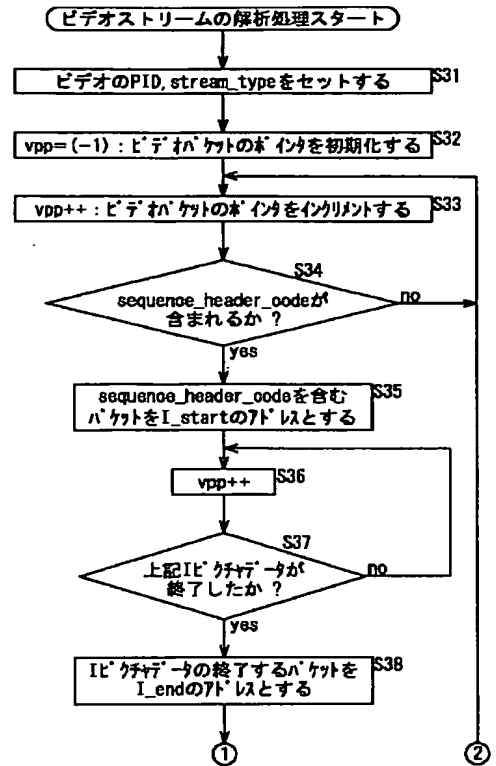 ビデオストリームの解析処理スタート
ビデオのPID,stream_typeをセットする
S31
vpp=(-1):ビデオパケットのポインタを初期化する
S32
vpp++:ビデオパケットのポインタをインクリメントする
S33
S34
sequence_header_codeが
含まれるか?
no
yes
sequence_header_codeを含む
パケットをI_startのアドレスとする
S35
vpp++
S36
S37
上記Iピクチャデータが
終了したか?
no
yes
Iピクチャデータの終了するパケットを
I_endのアドレスとする
S38
①
②